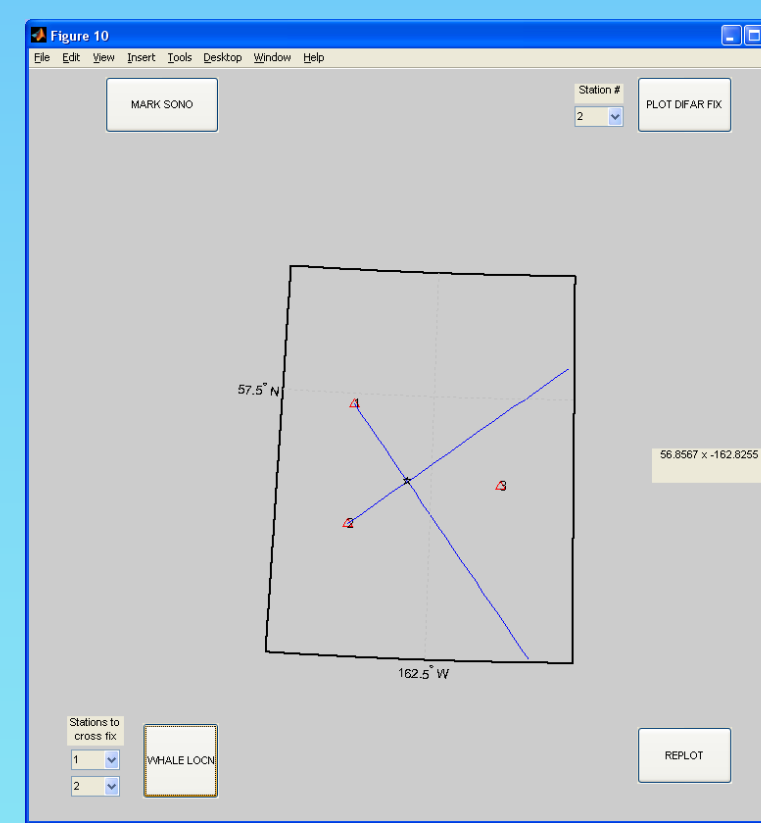 Figure 10
File Edit View Insert Tools Desktop Window Help
MARK SONO
Station #
2
PLOT DIFAR FIX
57.5° N
1
2
3
56.8567 x -162.8255
162.5° W
Stations to
cross fix
1
2
WHALE LOCN
REPLOT